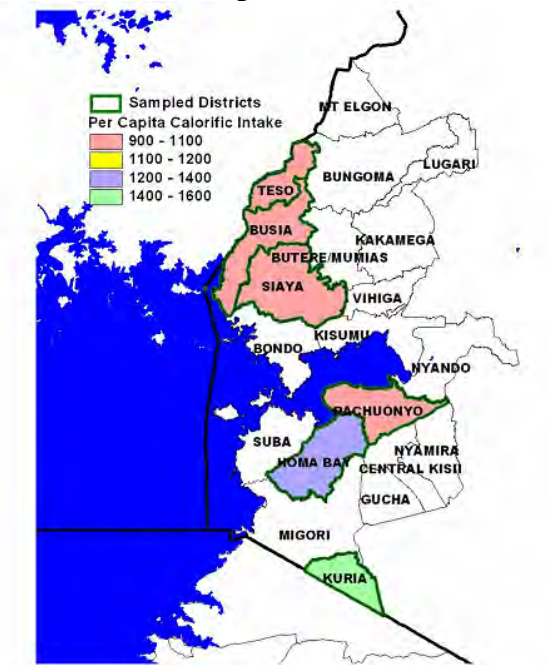 MT ELGON
Sampled Districts
Per Capita Calorific Intake
900 - 1100
1100 - 1200
1200 - 1400
1400 - 1600
LUGARI
BUNGOMA
TESO
BUSIA
KAKAMEGA
BUTERE/MUMIAS
SIAYA
VIHIGA
KISUMU
BONDO
NYANDO
RACHUONYO
SUBA
NYAMIRA
HOMA BAY
CENTRAL KISII
GUCHA
MIGORI
KURIA